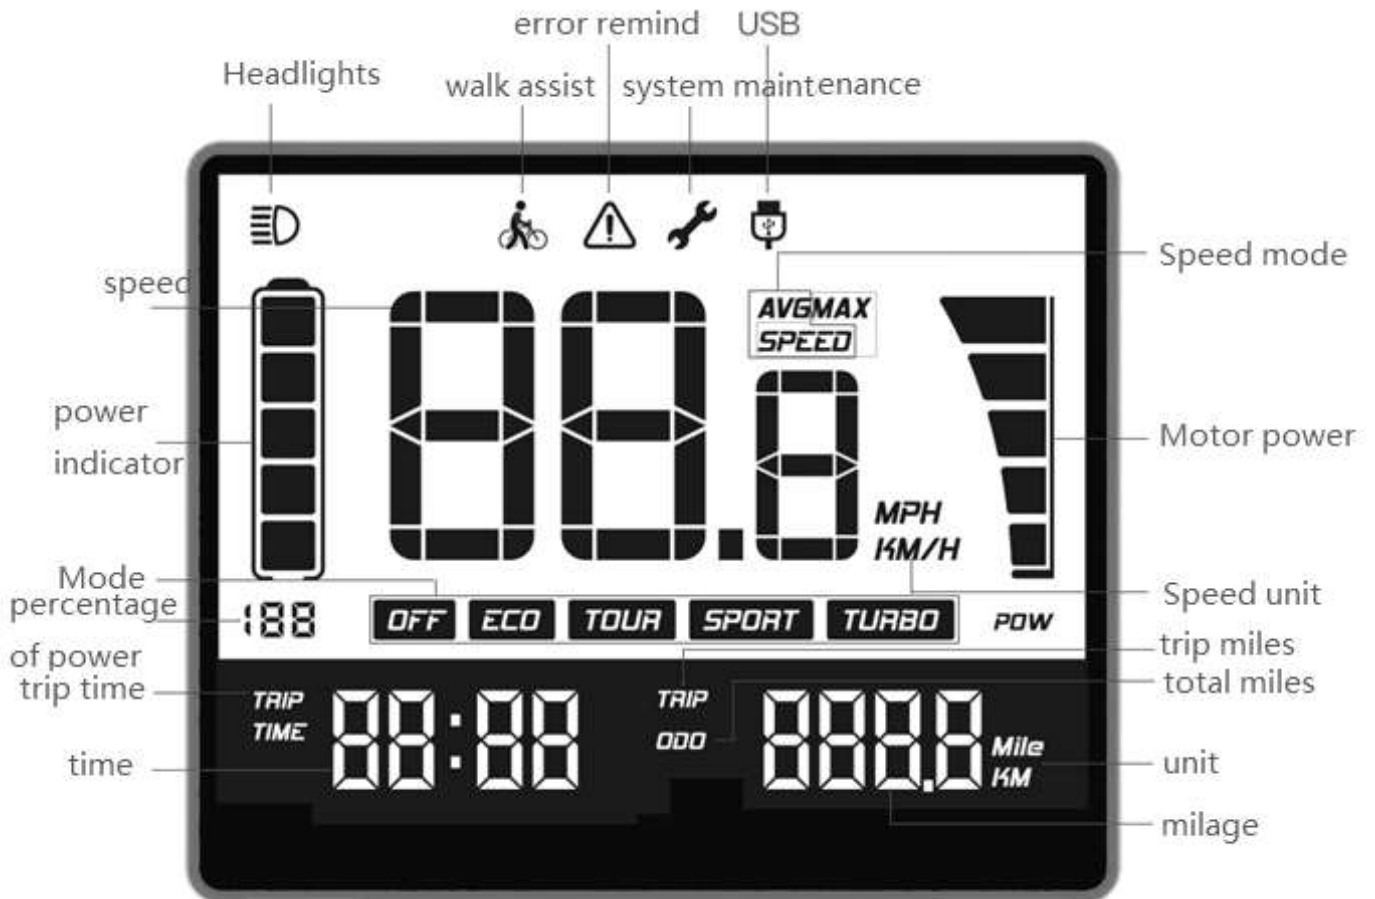 error remind
USB
Headlights
walk assist
system maintenance
speed
Speed mode
AVGMAX
SPEED
power
indicator
Motor power
88.8
MPH
KM/H
Mode
percentage
of power
188
OFF
ECO
TOUR
SPORT
TURBO
POW
Speed unit
trip miles
total miles
trip time
TRIP
TIME
88:88
TRIP
ODO
888.8
Mile
KM
time
unit
milage